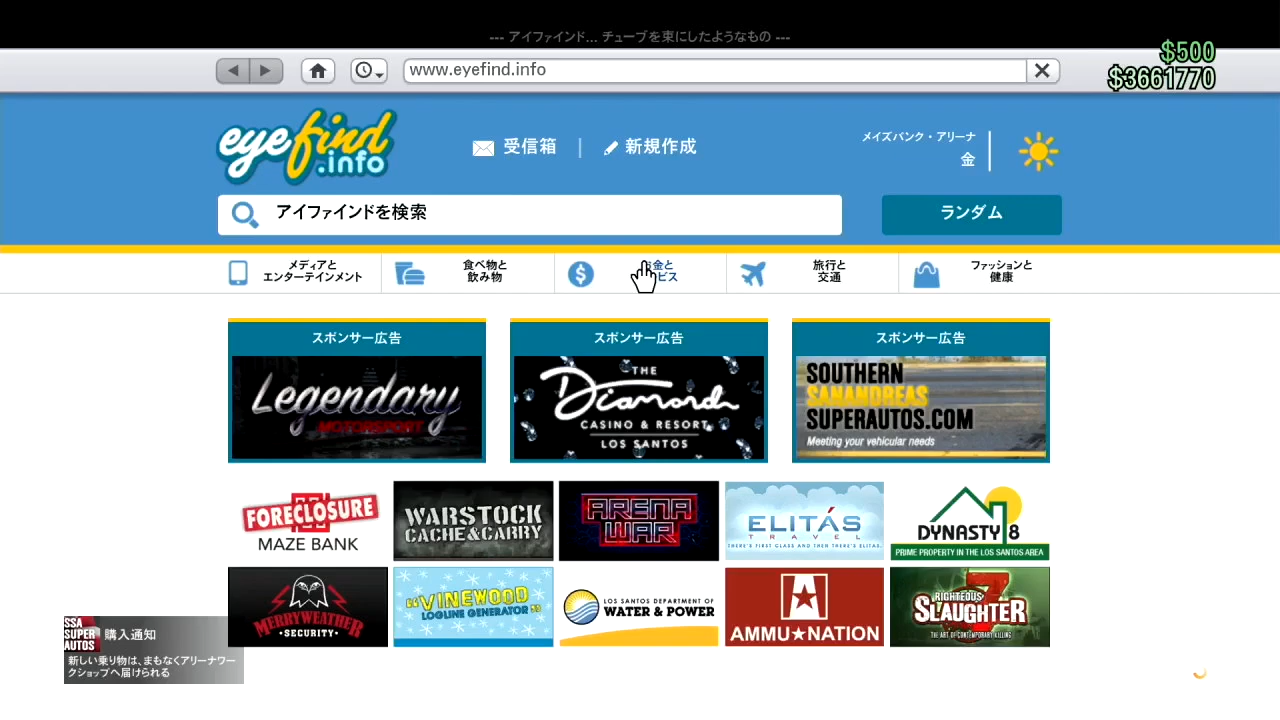 --- アイファインド... チューブを束にしたようなもの ---
$500
$3661770
www.eyefind.info
eyefind
.info
受信箱
新規作成
メイズバンク・アリーナ
金
アイファインドを検索
ランダム
メディアと
エンターテインメント
食べ物と
飲み物
金と
ビス
旅行と
交通
ファッションと
健康
スポンサー広告
Legendary
MOTORSPORT
スポンサー広告
THE
Diamond
CASINO & RESORT
LOS SANTOS
スポンサー広告
SOUTHERN
SANANDREAS
SUPERAUTOS.COM
Meeting your vehicular needs
FORECLOSURE
MAZE BANK
WARSTOCK
CACHE&CARRY
ARENA
WAR
ELITÁS
TRAVEL
THERE'S FIRST CLASS AND THEN THERE'S ELITAS.
DYNASTY 8
PRIME PROPERTY IN THE LOS SANTOS AREA
MERRYWEATHER
SECURITY
"VINEWOOD
LOGLINE GENERATOR"
LOS SANTOS DEPARTMENT OF
WATER & POWER
AMMU★NATION
RIGHTEOUS
SLAUGHTER
7
THE ART OF CONTEMPORARY KILLING
SSA
SUPER
AUTOS
購入通知
新しい乗り物は、まもなくアリーナワー
クショップへ届けられる